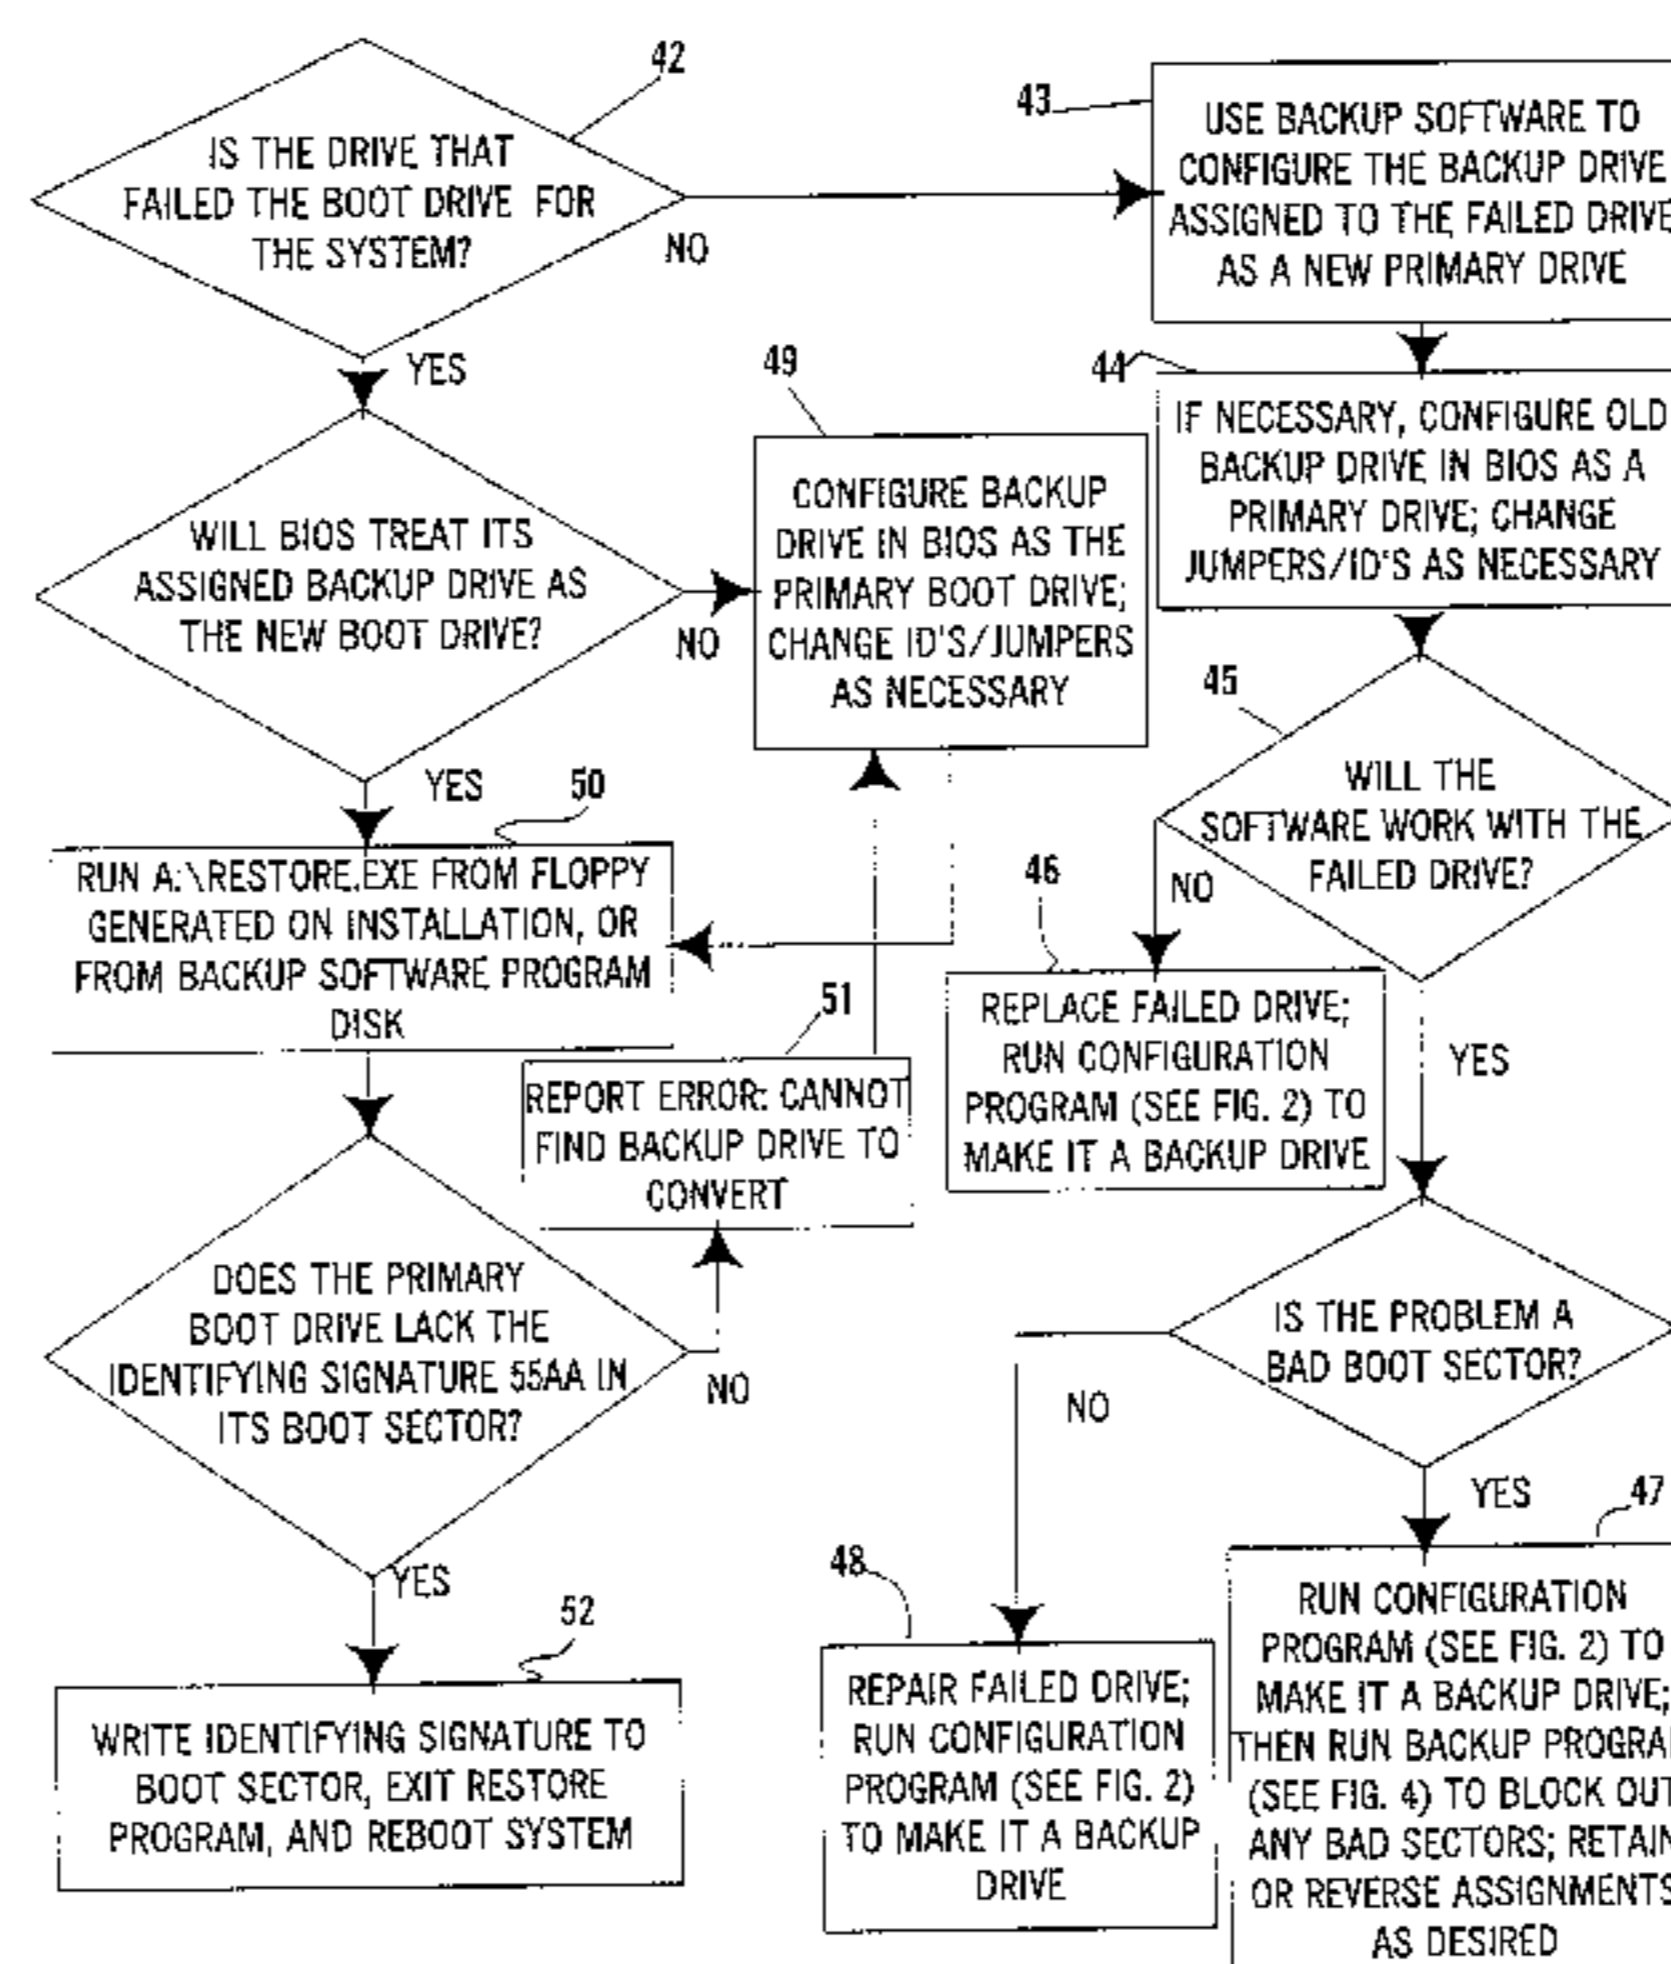 42
IS THE DRIVE THAT
FAILED THE BOOT DRIVE FOR
THE SYSTEM?
NO
YES
43
USE BACKUP SOFTWARE TO
CONFIGURE THE BACKUP DRIVE
ASSIGNED TO THE FAILED DRIVE
AS A NEW PRIMARY DRIVE
44
IF NECESSARY, CONFIGURE OLD
BACKUP DRIVE IN BIOS AS A
PRIMARY DRIVE; CHANGE
JUMPERS/ID'S AS NECESSARY
WILL BIOS TREAT ITS
ASSIGNED BACKUP DRIVE AS
THE NEW BOOT DRIVE?
NO
YES
49
CONFIGURE BACKUP
DRIVE IN BIOS AS THE
PRIMARY BOOT DRIVE;
CHANGE ID'S/JUMPERS
AS NECESSARY
45
WILL THE
SOFTWARE WORK WITH THE
FAILED DRIVE?
NO
YES
50
RUN A:\RESTORE.EXE FROM FLOPPY
GENERATED ON INSTALLATION, OR
FROM BACKUP SOFTWARE PROGRAM
DISK
46
REPLACE FAILED DRIVE;
RUN CONFIGURATION
PROGRAM (SEE FIG. 2) TO
MAKE IT A BACKUP DRIVE
51
REPORT ERROR: CANNOT
FIND BACKUP DRIVE TO
CONVERT
DOES THE PRIMARY
BOOT DRIVE LACK THE
IDENTIFYING SIGNATURE 55AA IN
ITS BOOT SECTOR?
NO
YES
IS THE PROBLEM A
BAD BOOT SECTOR?
NO
YES
52
WRITE IDENTIFYING SIGNATURE TO
BOOT SECTOR, EXIT RESTORE
PROGRAM, AND REBOOT SYSTEM
48
REPAIR FAILED DRIVE;
RUN CONFIGURATION
PROGRAM (SEE FIG. 2)
TO MAKE IT A BACKUP
DRIVE
47
RUN CONFIGURATION
PROGRAM (SEE FIG. 2) TO
MAKE IT A BACKUP DRIVE;
THEN RUN BACKUP PROGRAM
(SEE FIG. 4) TO BLOCK OUT
ANY BAD SECTORS; RETAIN
OR REVERSE ASSIGNMENTS
AS DESIRED